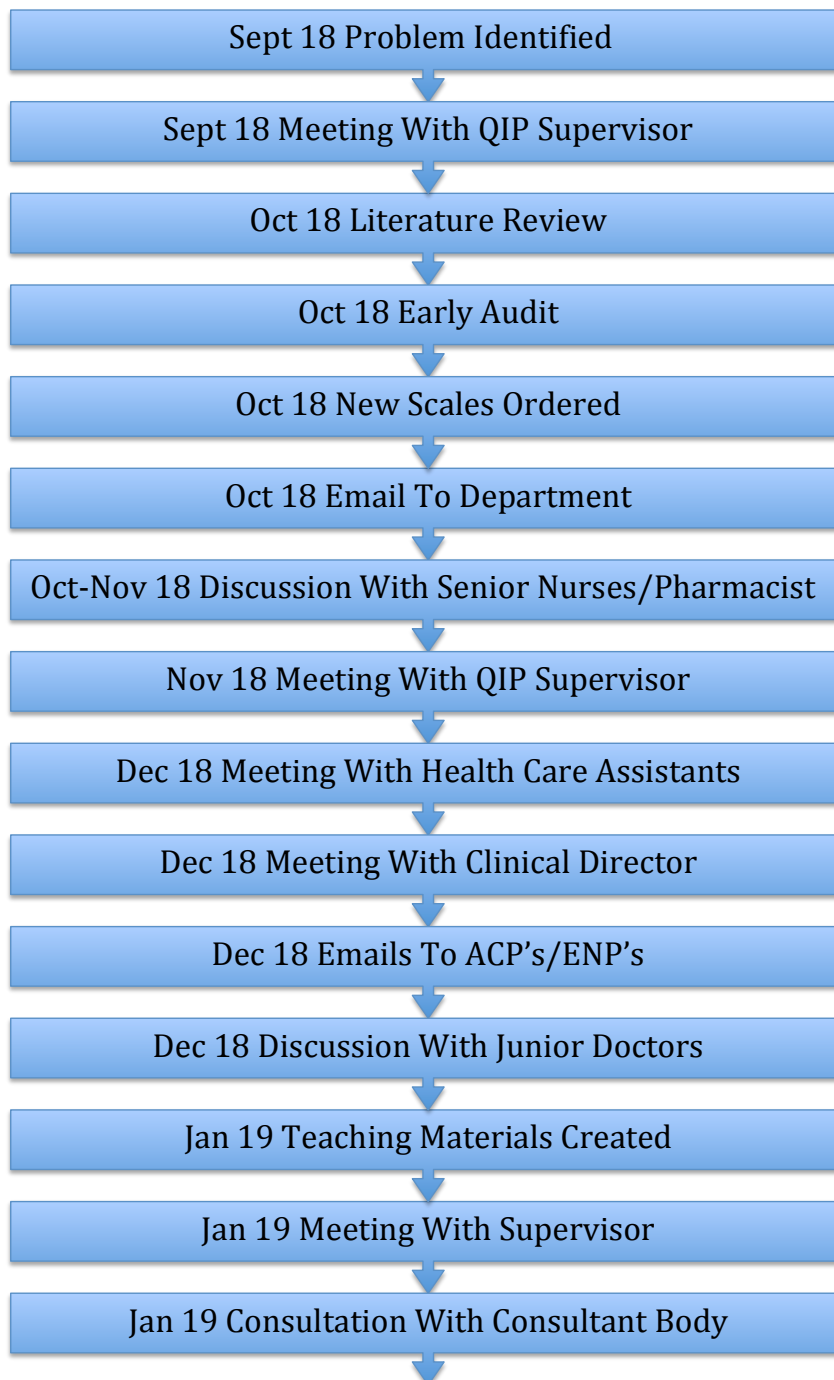 Sept 18 Problem Identified
Sept 18 Meeting With QIP Supervisor
Oct 18 Literature Review
Oct 18 Early Audit
Oct 18 New Scales Ordered
Oct 18 Email To Department
Oct-Nov 18 Discussion With Senior Nurses/Pharmacist
Nov 18 Meeting With QIP Supervisor
Dec 18 Meeting With Health Care Assistants
Dec 18 Meeting With Clinical Director
Dec 18 Emails To ACP’s/ENP’s
Dec 18 Discussion With Junior Doctors
Jan 19 Teaching Materials Created
Jan 19 Meeting With Supervisor
Jan 19 Consultation With Consultant Body